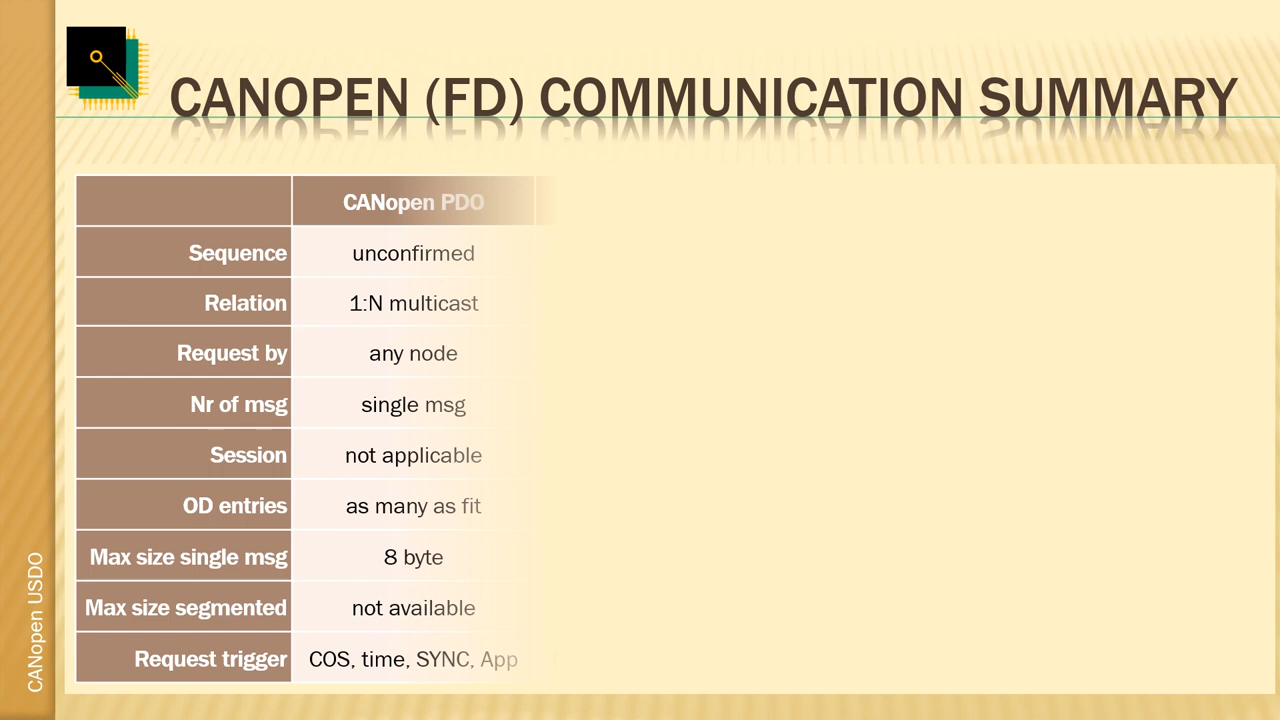 CANOPEN (FD) COMMUNICATION SUMMARY
CANopen PDO
Sequence unconfirmed
Relation 1:N multicast
Request by any node
Nr of msg single msg
Session not applicable
OD entries as many as fit
Max size single msg 8 byte
Max size segmented not available
Request trigger COS, time, SYNC, App
CANopen USDO